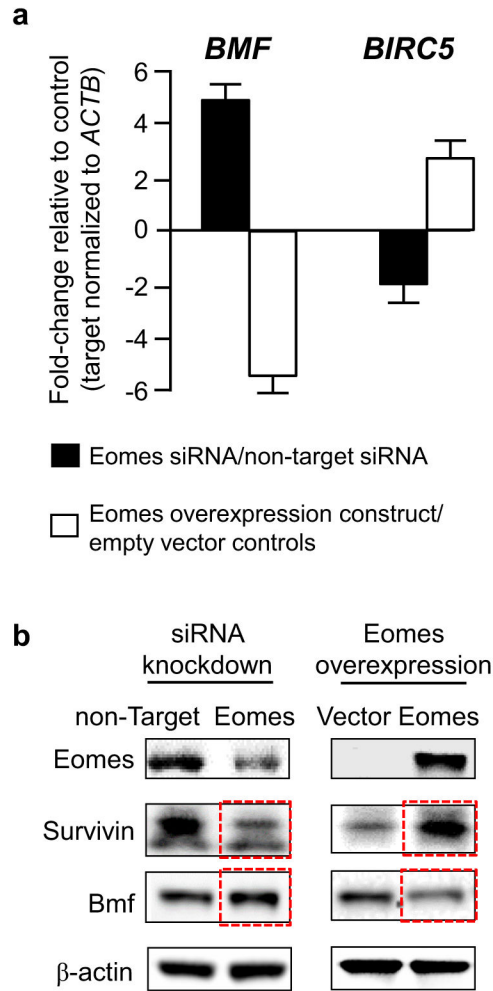 a
BMF BIRC5
Fold-change relative to control
(target normalized to ACTB)
6
4
2
0
-2
-4
-6
Eomes siRNA/non-target siRNA
Eomes overexpression construct/
empty vector controls
b
siRNA
knockdown
Eomes
overexpression
non-Target Eomes
Vector Eomes
Eomes
Survivin
Bmf
β-actin